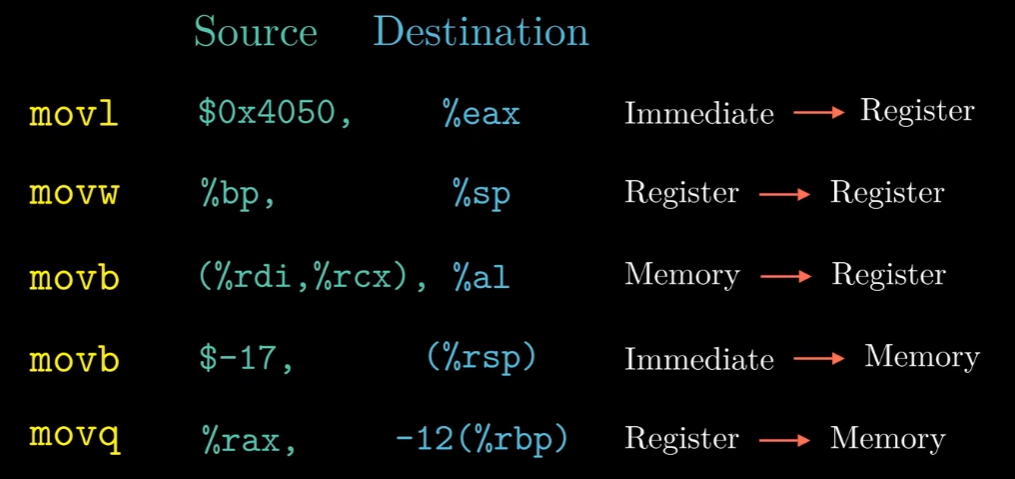 Source Destination
movl $0x4050, %eax Immediate → Register
movw %bp, %sp Register → Register
movb (%rdi,%rcx), %al Memory → Register
movb $-17, (%rsp) Immediate → Memory
movq %rax, -12(%rbp) Register → Memory